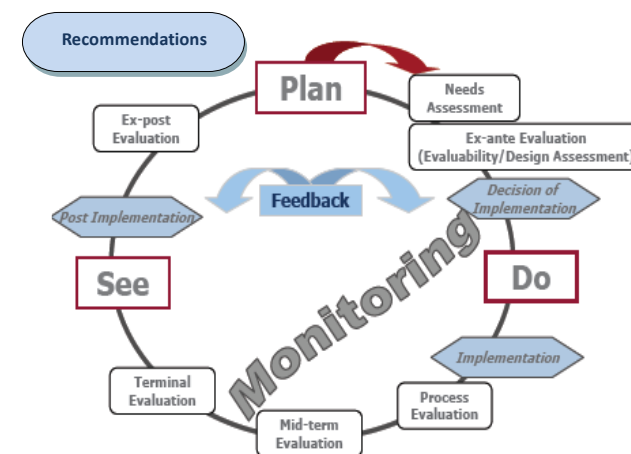 Recommendations
Plan
Needs
Assessment
Ex-post
Evaluation
Ex-ante Evaluation
(Evaluability/Design Assessment)
Feedback
Decision of
Implementation
Post Implementation
Monitoring
See
Do
Implementation
Terminal
Evaluation
Process
Evaluation
Mid-term
Evaluation